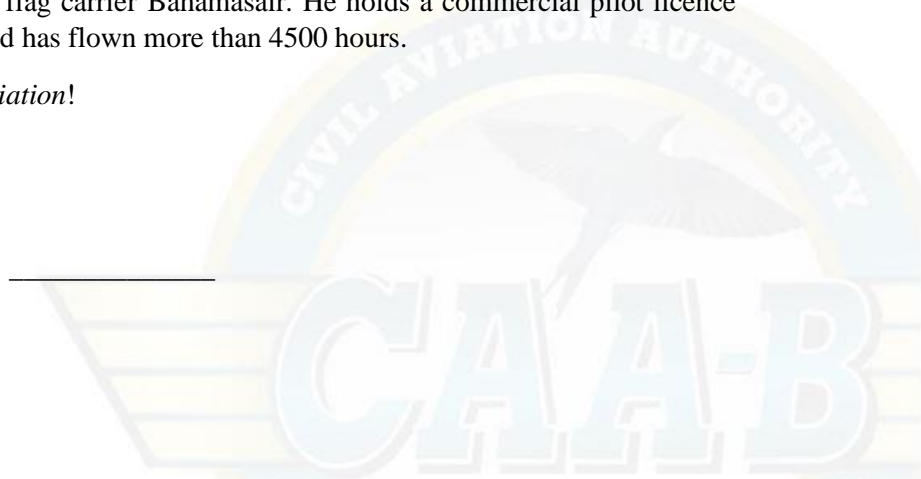 flag carrier Bahamasair. He holds a commercial pilot licence
d has flown more than 4500 hours.
iation!
CIVIL AVIATION AUTHORITY
CAA-B